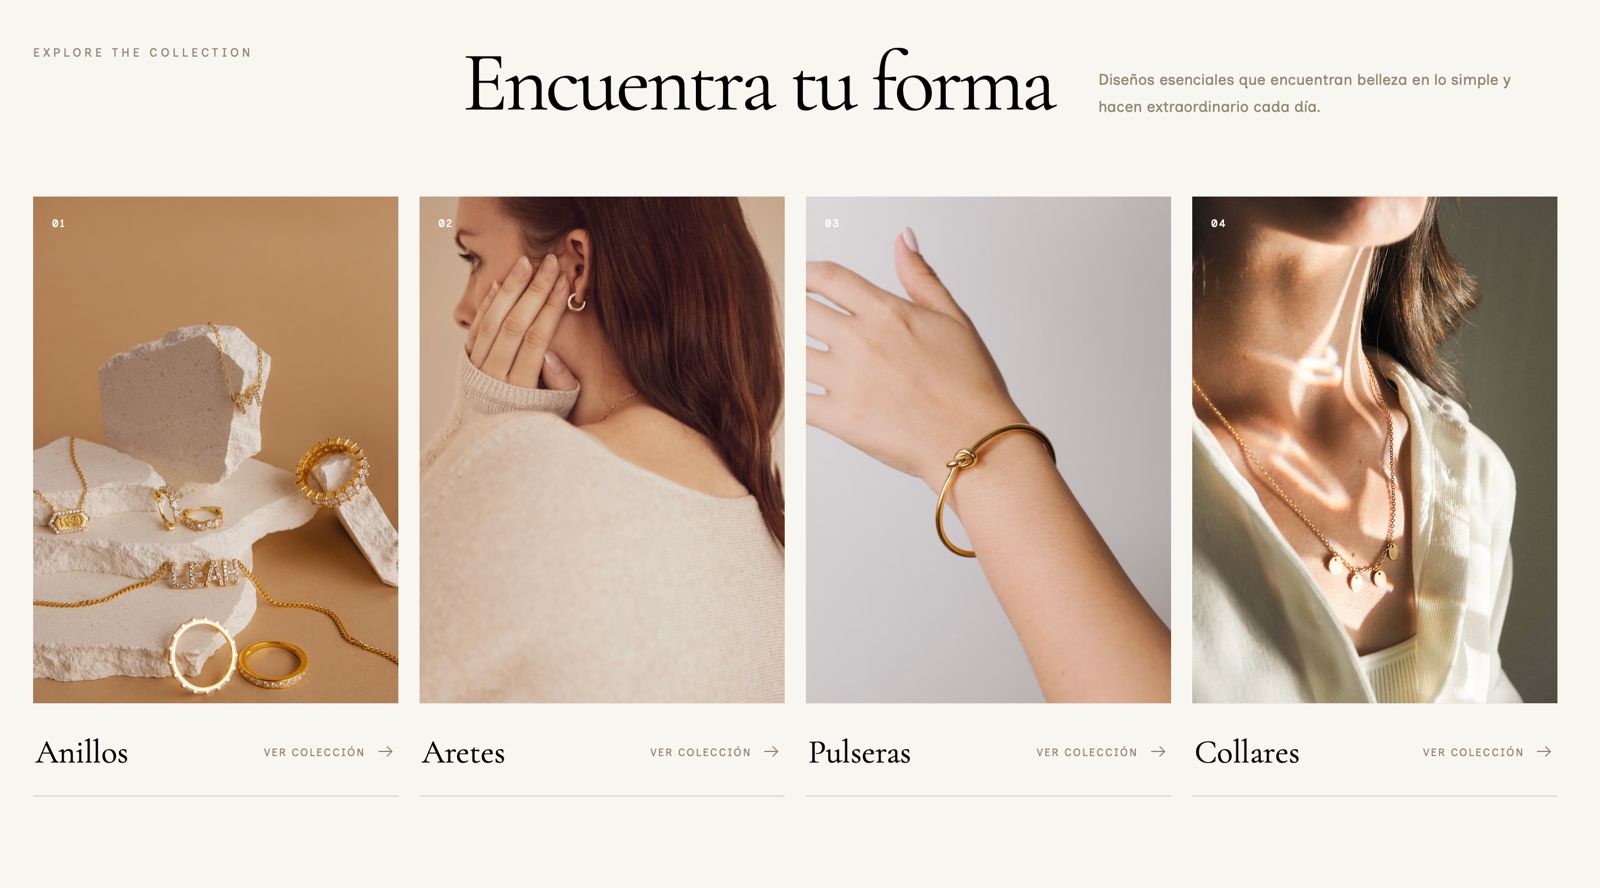 EXPLORE THE COLLECTION
Encuentra tu forma
Diseños esenciales que encuentran belleza en lo simple y
hacen extraordinario cada día.
01
02
03
04
LEAH
Anillos
VER COLECCIÓN
Aretes
VER COLECCIÓN
Pulseras
VER COLECCIÓN
Collares
VER COLECCIÓN